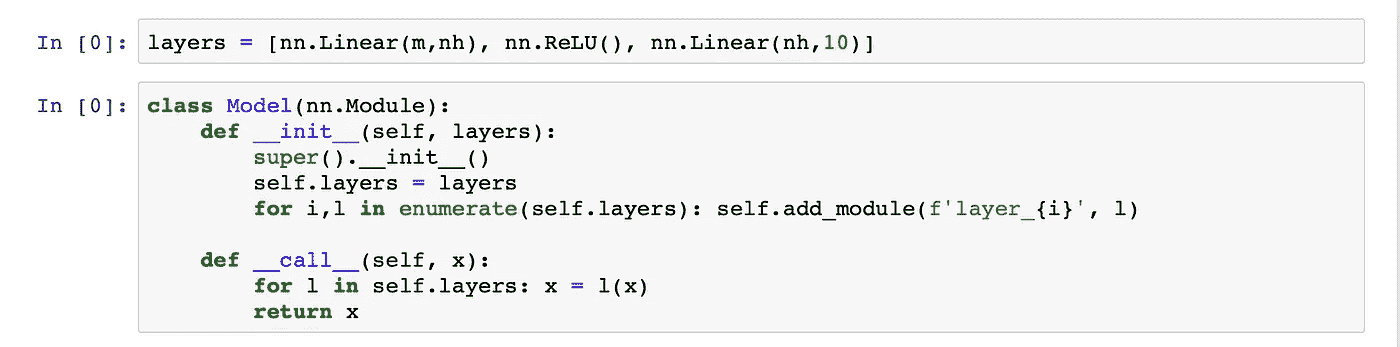 In [0]: layers = [nn.Linear(m,nh), nn.ReLU(), nn.Linear(nh,10)]
In [0]: class Model(nn.Module):
    def __init__(self, layers):
        super().__init__()
        self.layers = layers
        for i,l in enumerate(self.layers): self.add_module(f'layer_{i}', l)
    def __call__(self, x):
        for l in self.layers: x = l(x)
        return x